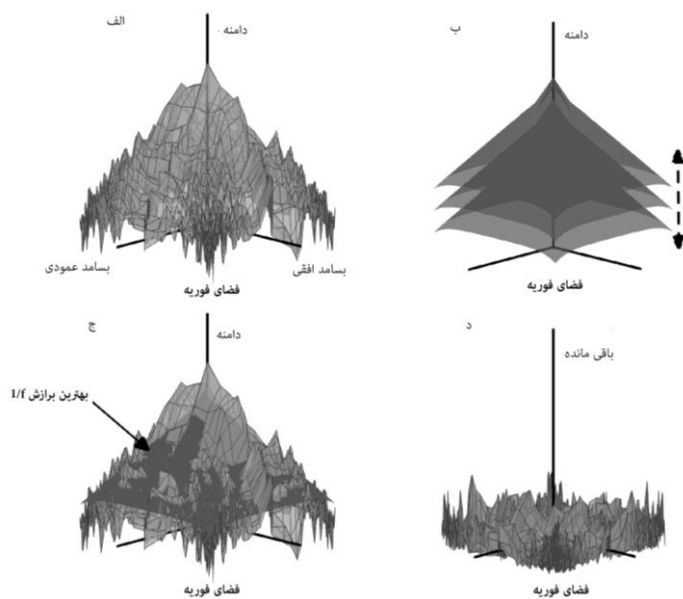 الف
دامنه
بسامد عمودی
بسامد افقی
فضای فوریه
ب
دامنه
فضای فوریه
ج
دامنه
بهترین برازش 1/f
فضای فوریه
د
باقی مانده
فضای فوریه